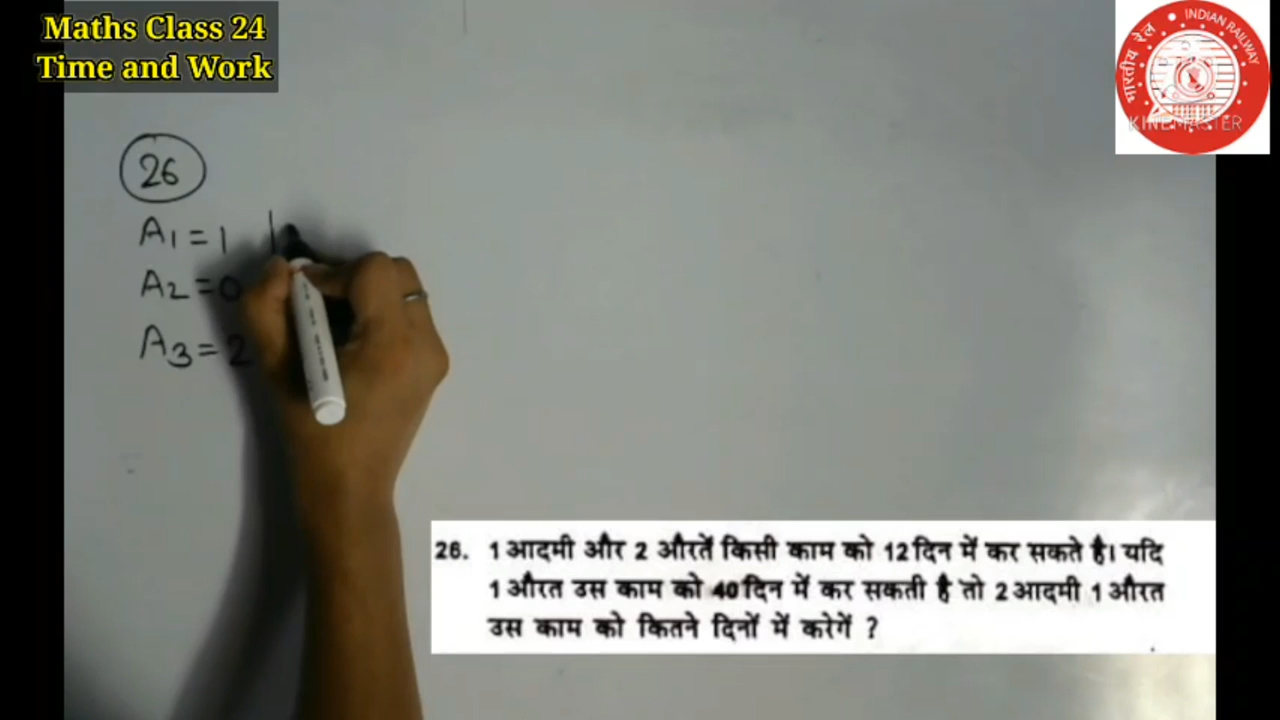 Maths Class 24
Time and Work
भारतीय रेल
INDIAN RAILWAY
KINEMASTER
26
A1 = 1
A2 = 0
A3 = 2
26. 1 आदमी और 2 औरतें किसी काम को 12 दिन में कर सकते है। यदि
1 औरत उस काम को 40 दिन में कर सकती है तो 2 आदमी 1 औरत
उस काम को कितने दिनों में करेगें ?